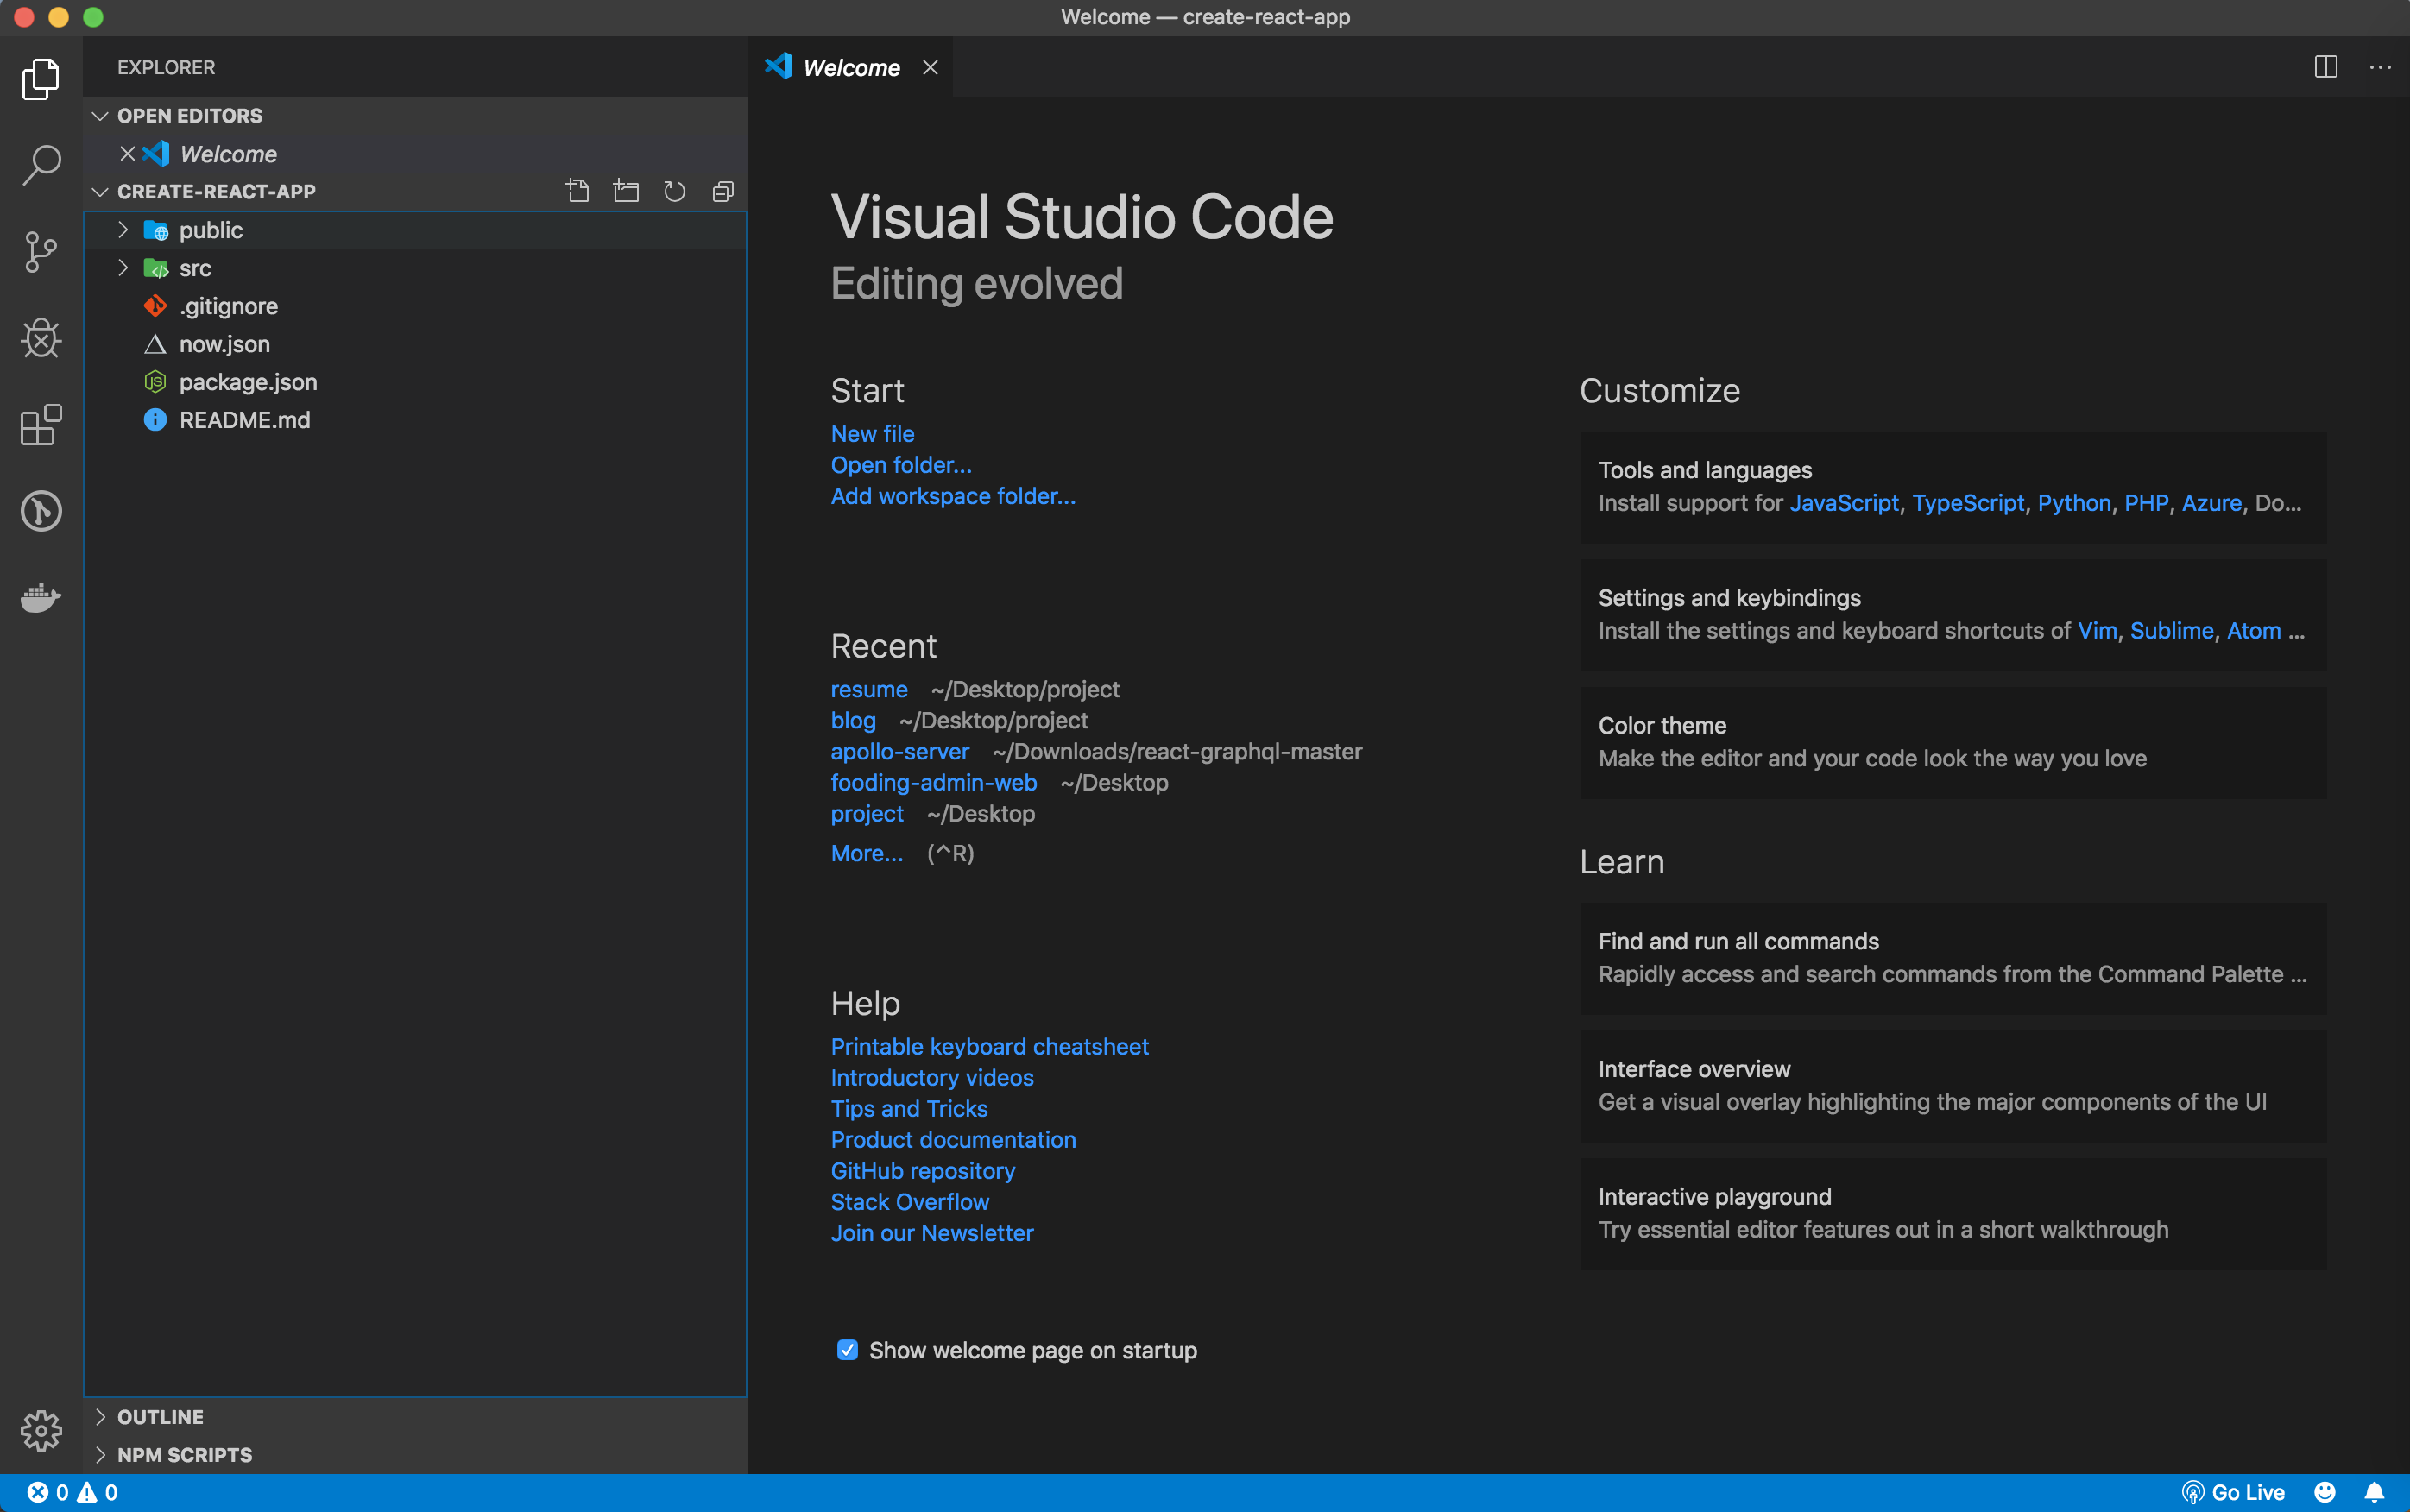 Welcome — create-react-app
EXPLORER
OPEN EDITORS
Welcome
CREATE-REACT-APP
public
src
.gitignore
now.json
package.json
README.md
OUTLINE
NPM SCRIPTS
Welcome
Visual Studio Code
Editing evolved
Start
New file
Open folder...
Add workspace folder...
Recent
resume ~/Desktop/project
blog ~/Desktop/project
apollo-server ~/Downloads/react-graphql-master
fooding-admin-web ~/Desktop
project ~/Desktop
More... (^R)
Help
Printable keyboard cheatsheet
Introductory videos
Tips and Tricks
Product documentation
GitHub repository
Stack Overflow
Join our Newsletter
Show welcome page on startup
Customize
Tools and languages
Install support for JavaScript, TypeScript, Python, PHP, Azure, Do...
Settings and keybindings
Install the settings and keyboard shortcuts of Vim, Sublime, Atom ...
Color theme
Make the editor and your code look the way you love
Learn
Find and run all commands
Rapidly access and search commands from the Command Palette ...
Interface overview
Get a visual overlay highlighting the major components of the UI
Interactive playground
Try essential editor features out in a short walkthrough
0 0
Go Live